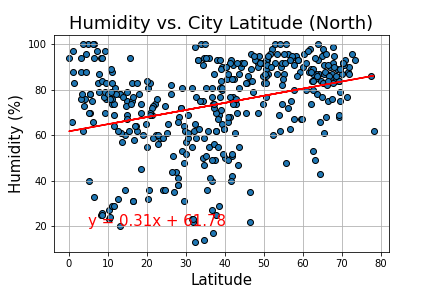 Humidity vs. City Latitude (North)
100
80
60
40
20
Humidity (%)
y = 0.31x + 61.78
0 10 20 30 40 50 60 70 80
Latitude